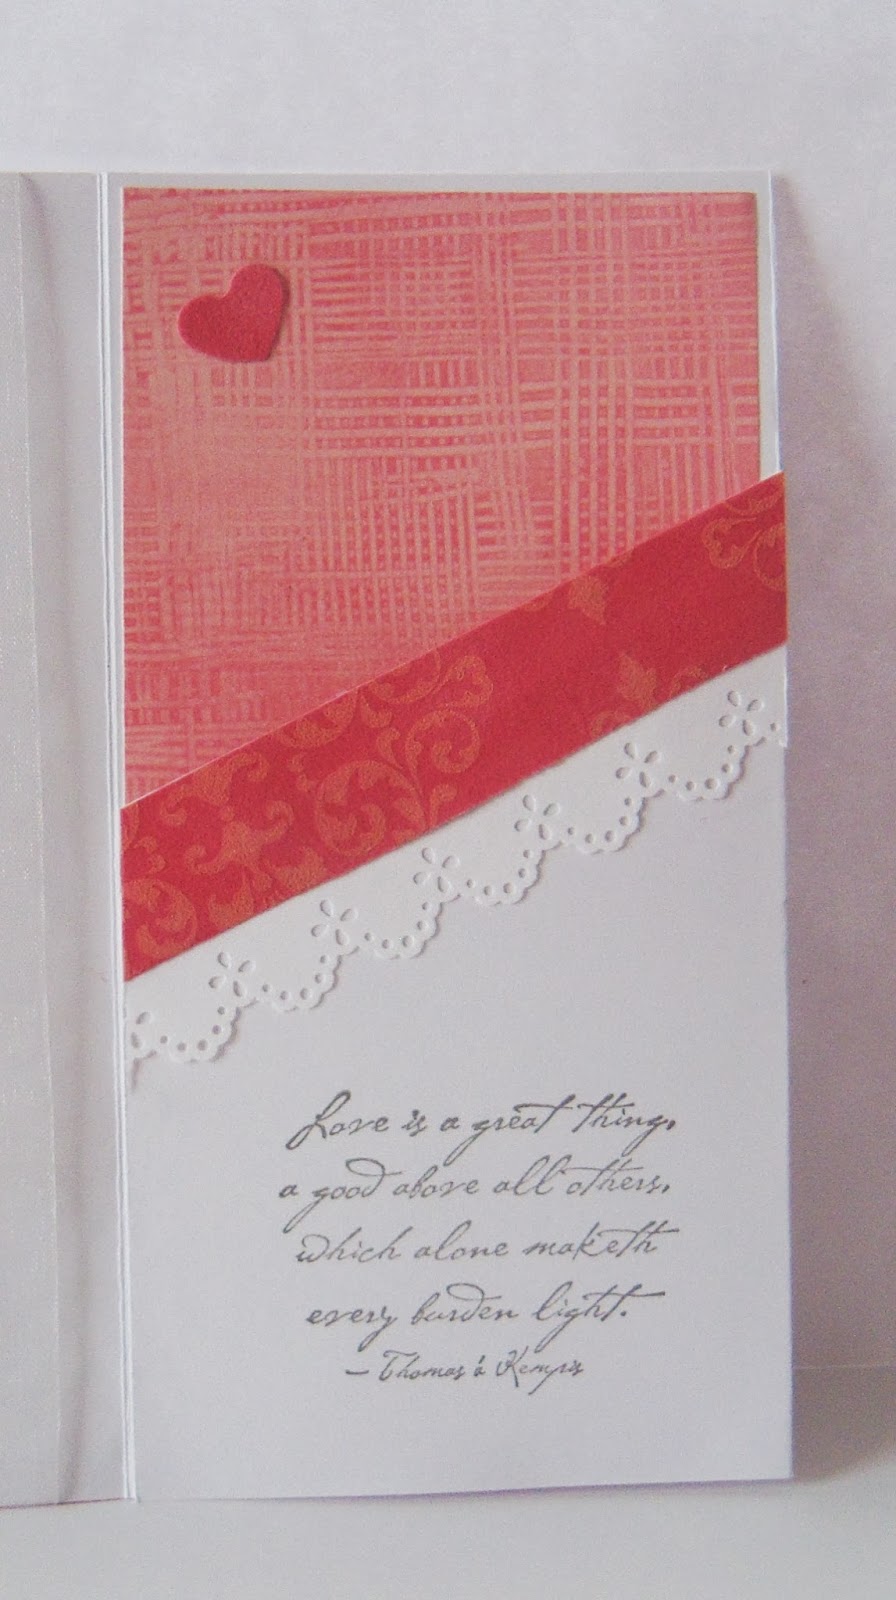 Love is a great thing,
a good above all others,
which alone maketh
every burden light.
– Thomas á Kempis